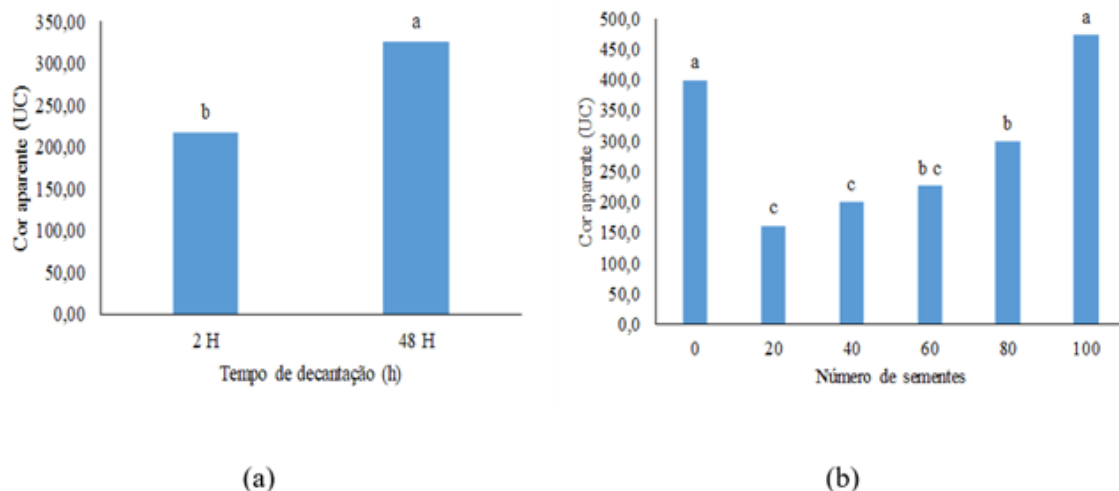 Cor aparente (UC)
350,00
300,00
250,00
200,00
150,00
100,00
50,00
0,00
b
a
2 H
48 H
Tempo de decantação (h)
(a)
Cor aparente (UC)
500,0
450,0
400,0
350,0
300,0
250,0
200,0
150,0
100,0
50,0
0,0
a
c
c
b c
b
a
0 20 40 60 80 100
Número de sementes
(b)